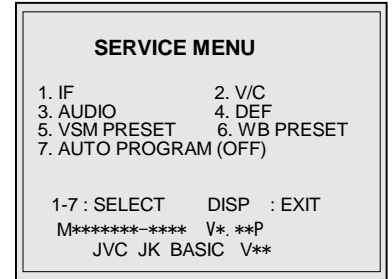 SERVICE MENU
1. IF 2. V/C
3. AUDIO 4. DEF
5. VSM PRESET 6. WB PRESET
7. AUTO PROGRAM (OFF)
1-7 : SELECT DISP : EXIT
M*******-**** V*. **P
JVC JK BASIC V**